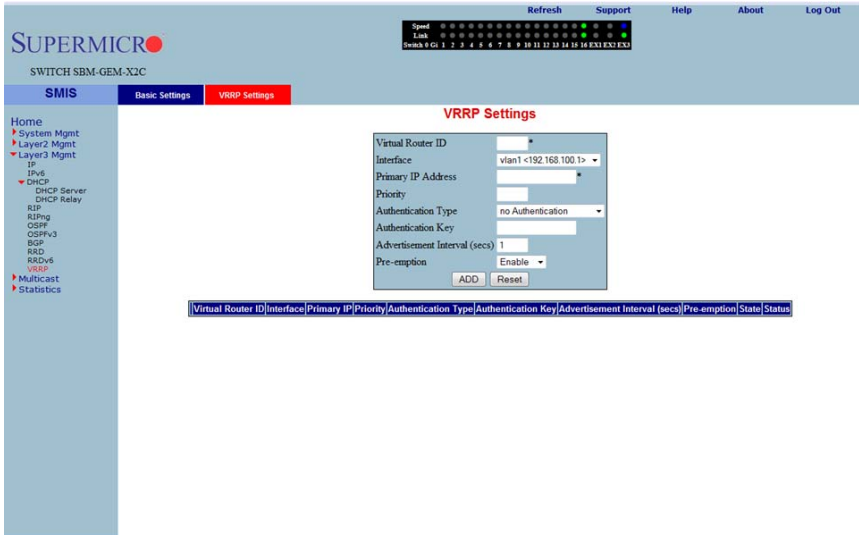 Refresh Support Help About Log Out
Speed
Link
Switch 0 Gi 1 2 3 4 5 6 7 8 9 10 11 12 13 14 15 16 EX1 EX2 EX3
SUPERMICRO
SWITCH SBM-GEM-X2C
SMIS
Basic Settings
VRRP Settings
Home
System Mgmt
Layer2 Mgmt
Layer3 Mgmt
IP
IPv6
DHCP
DHCP Server
DHCP Relay
RIP
RIPng
OSPF
OSPFv3
BGP
RRD
RRDv6
VRRP
Multicast
Statistics
VRRP Settings
Virtual Router ID *
Interface vlan1 <192.168.100.1>
Primary IP Address *
Priority
Authentication Type no Authentication
Authentication Key
Advertisement Interval (secs) 1
Pre-emption Enable
ADD Reset
Virtual Router ID Interface Primary IP Priority Authentication Type Authentication Key Advertisement Interval (secs) Pre-emption State Status